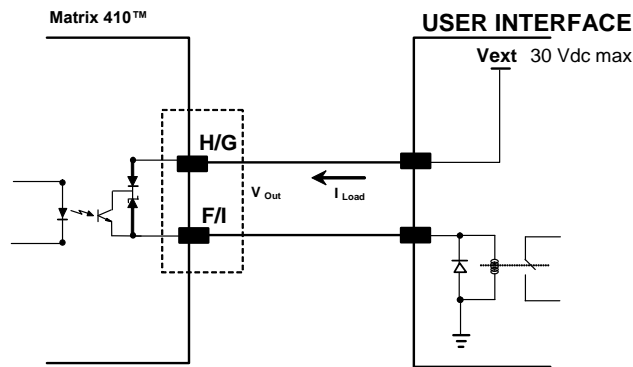 Matrix 410™
USER INTERFACE
Vext 30 Vdc max
H/G
V Out
I Load
F/I